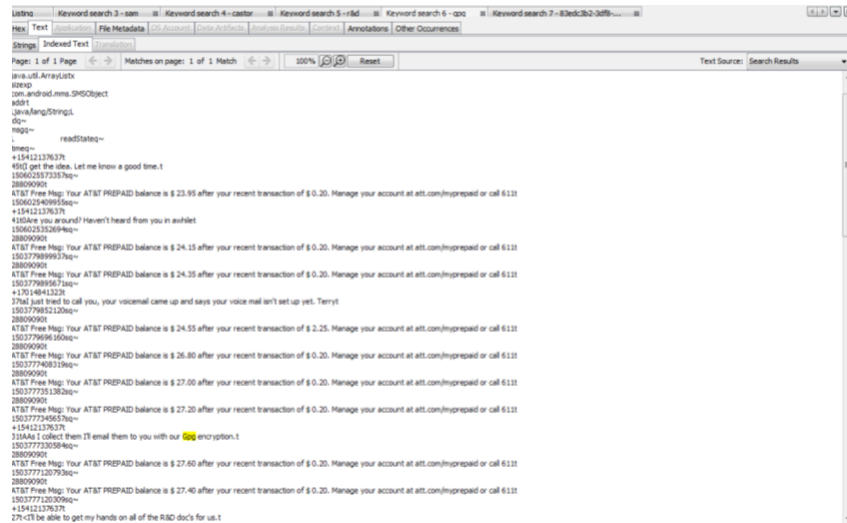 Listing Keyword search 3 - sam Keyword search 4 - castor Keyword search 5 - r&d Keyword search 6 - gpg Keyword search 7 - 83edc3b2-3df8-...
Hex Text Application File Metadata OS Account Data Artifacts Analysis Results Context Annotations Other Occurrences
Strings Indexed Text Translation
Page: 1 of 1 Page Matches on page: 1 of 1 Match 100% Reset Text Source: Search Results
java.util.ArrayListx
sizexp
com.android.mms.SMSObject
addrt
Ljava/lang/String;L
dq~
msgq~
readStateq~
timeq~
+15412137637t
45t(I get the idea. Let me know a good time.t
1506025573357sq~
28809090t
AT&T Free Msg: Your AT&T PREPAID balance is $ 23.95 after your recent transaction of $ 0.20. Manage your account at att.com/myprepaid or call 611t
1506025409955sq~
+15412137637t
41t0Are you around? Haven't heard from you in awhilet
1506025352694sq~
28809090t
AT&T Free Msg: Your AT&T PREPAID balance is $ 24.15 after your recent transaction of $ 0.20. Manage your account at att.com/myprepaid or call 611t
1503779899937sq~
28809090t
AT&T Free Msg: Your AT&T PREPAID balance is $ 24.35 after your recent transaction of $ 0.20. Manage your account at att.com/myprepaid or call 611t
1503779895671sq~
+17014841323t
37taI just tried to call you, your voicemail came up and says your voice mail isn't set up yet. Terryt
1503779852120sq~
28809090t
AT&T Free Msg: Your AT&T PREPAID balance is $ 24.55 after your recent transaction of $ 2.25. Manage your account at att.com/myprepaid or call 611t
1503779696160sq~
28809090t
AT&T Free Msg: Your AT&T PREPAID balance is $ 26.80 after your recent transaction of $ 0.20. Manage your account at att.com/myprepaid or call 611t
1503777408319sq~
28809090t
AT&T Free Msg: Your AT&T PREPAID balance is $ 27.00 after your recent transaction of $ 0.20. Manage your account at att.com/myprepaid or call 611t
1503777351382sq~
28809090t
AT&T Free Msg: Your AT&T PREPAID balance is $ 27.20 after your recent transaction of $ 0.20. Manage your account at att.com/myprepaid or call 611t
1503777345657sq~
+15412137637t
31tAAs I collect them I'll email them to you with our Gpg encryption.t
1503777330584sq~
28809090t
AT&T Free Msg: Your AT&T PREPAID balance is $ 27.60 after your recent transaction of $ 0.20. Manage your account at att.com/myprepaid or call 611t
1503777120793sq~
28809090t
AT&T Free Msg: Your AT&T PREPAID balance is $ 27.40 after your recent transaction of $ 0.20. Manage your account at att.com/myprepaid or call 611t
1503777120309sq~
+15412137637t
27t<I'll be able to get my hands on all of the R&D doc's for us.t